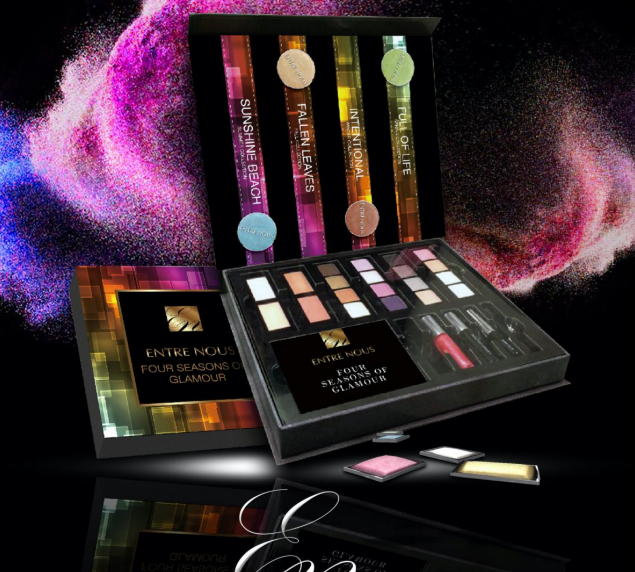 SUNSHINE BEACH
FALLEN LEAVES
INTENTIONAL
FULL OF LIFE
ENTRE NOUS
FOUR SEASONS OF
GLAMOUR
ENTRE NOUS
FOUR
SEASONS OF
GLAMOUR